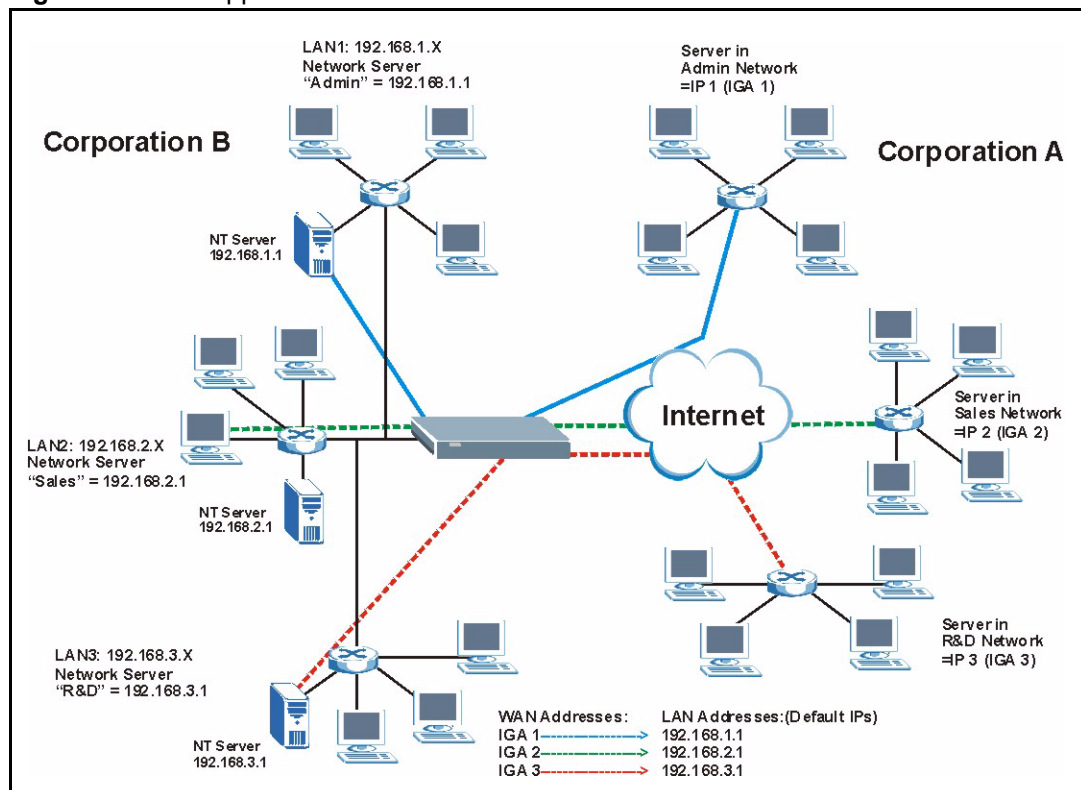 LAN1: 192.168.1.X
Network Server
“Admin” = 192.168.1.1
Server in
Admin Network
=IP 1 (IGA 1)
Corporation B
Corporation A
NT Server
192.168.1.1
Internet
Server in
Sales Network
=IP 2 (IGA 2)
LAN2: 192.168.2.X
Network Server
“Sales” = 192.168.2.1
NT Server
192.168.2.1
Server in
R&D Network
=IP 3 (IGA 3)
LAN3: 192.168.3.X
Network Server
“R&D” = 192.168.3.1
NT Server
192.168.3.1
WAN Addresses: LAN Addresses:(Default IPs)
IGA 1 192.168.1.1
IGA 2 192.168.2.1
IGA 3 192.168.3.1